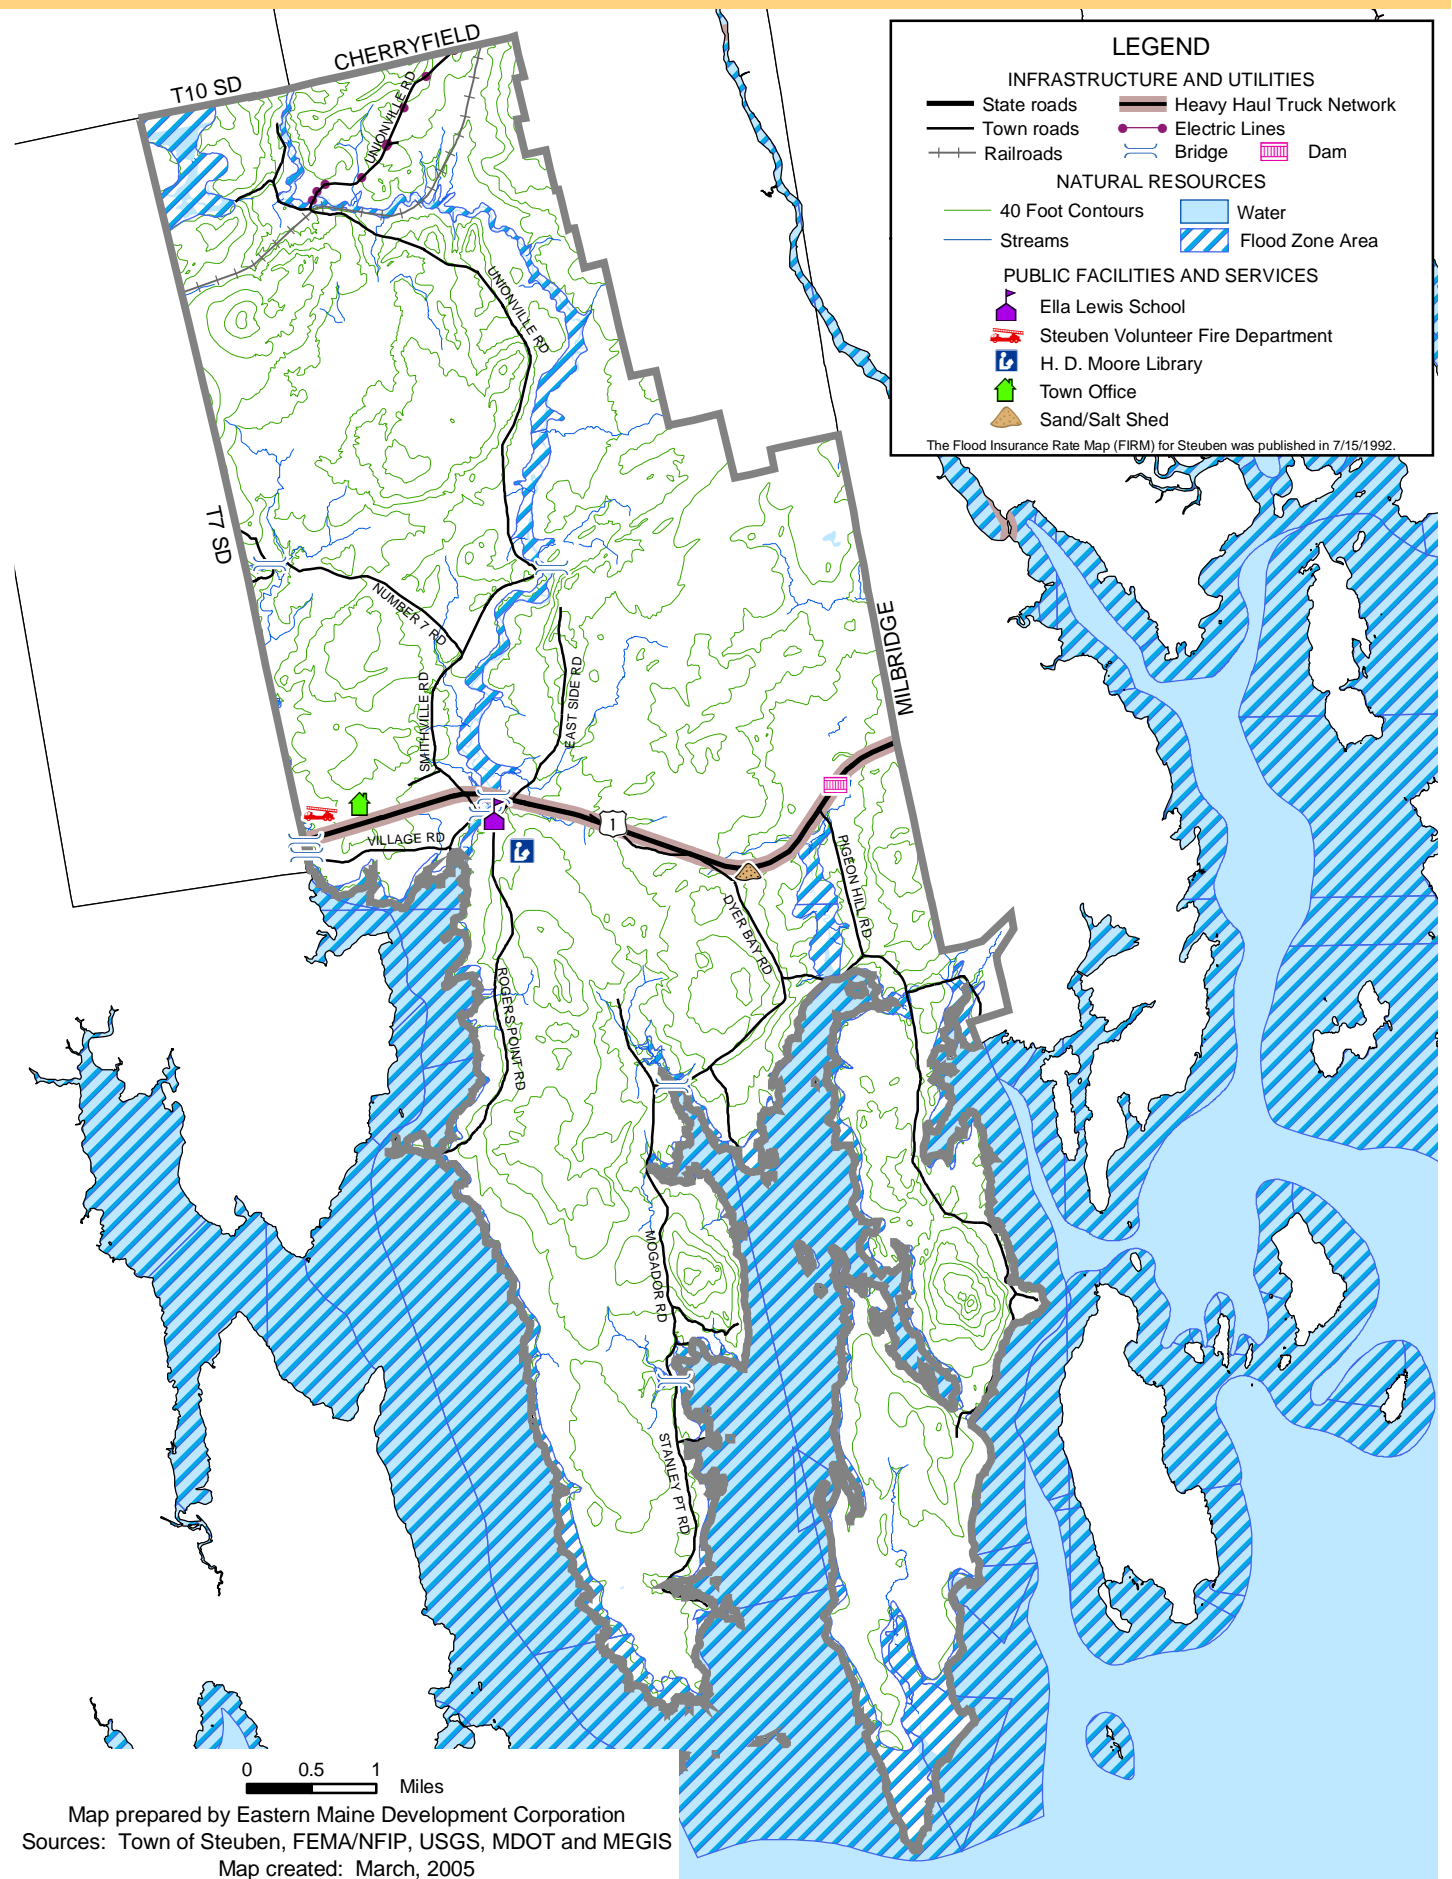 CHERRYFIELD
T10 SD
UNIONVILLE RD
UNIONVILLE RD
T7 SD
NUMBER 7 RD
SMITHVILLE RD
EAST SIDE RD
MILBRIDGE
1
VILLAGE RD
PIGEON HILL RD
DYER BAY RD
ROGERS POINT RD
MOGADOR RD
STANLEY PT RD
LEGEND
INFRASTRUCTURE AND UTILITIES
State roads
Heavy Haul Truck Network
Town roads
Electric Lines
Railroads
Bridge
Dam
NATURAL RESOURCES
40 Foot Contours
Water
Streams
Flood Zone Area
PUBLIC FACILITIES AND SERVICES
Ella Lewis School
Steuben Volunteer Fire Department
H. D. Moore Library
Town Office
Sand/Salt Shed
The Flood Insurance Rate Map (FIRM) for Steuben was published in 7/15/1992.
0 0.5 1
Miles
Map prepared by Eastern Maine Development Corporation
Sources: Town of Steuben, FEMA/NFIP, USGS, MDOT and MEGIS
Map created: March, 2005